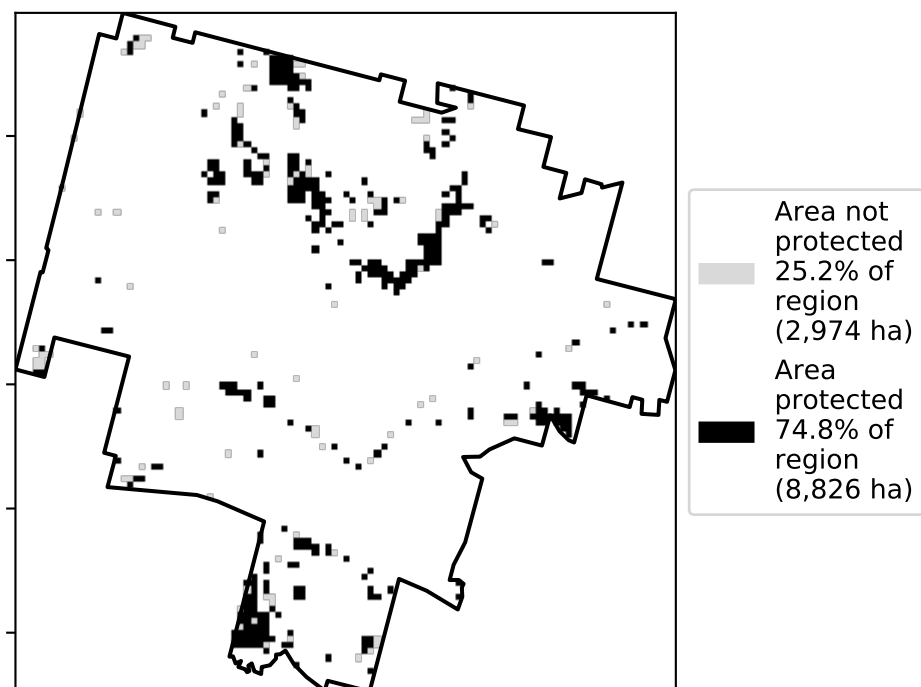 Area not
protected
25.2% of
region
(2,974 ha)
Area
protected
74.8% of
region
(8,826 ha)